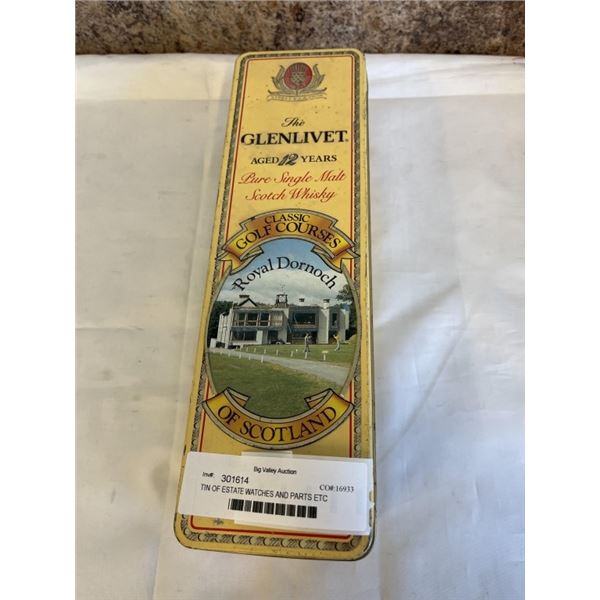 The
GLENLIVET.
AGED 12 YEARS
Pure Single Malt
Scotch Whisky
CLASSIC
GOLF COURSES
Royal Dornoch
OF SCOTLAND
Big Valley Auction
Inv#: 301614 CO#:16933
TIN OF ESTATE WATCHES AND PARTS ETC